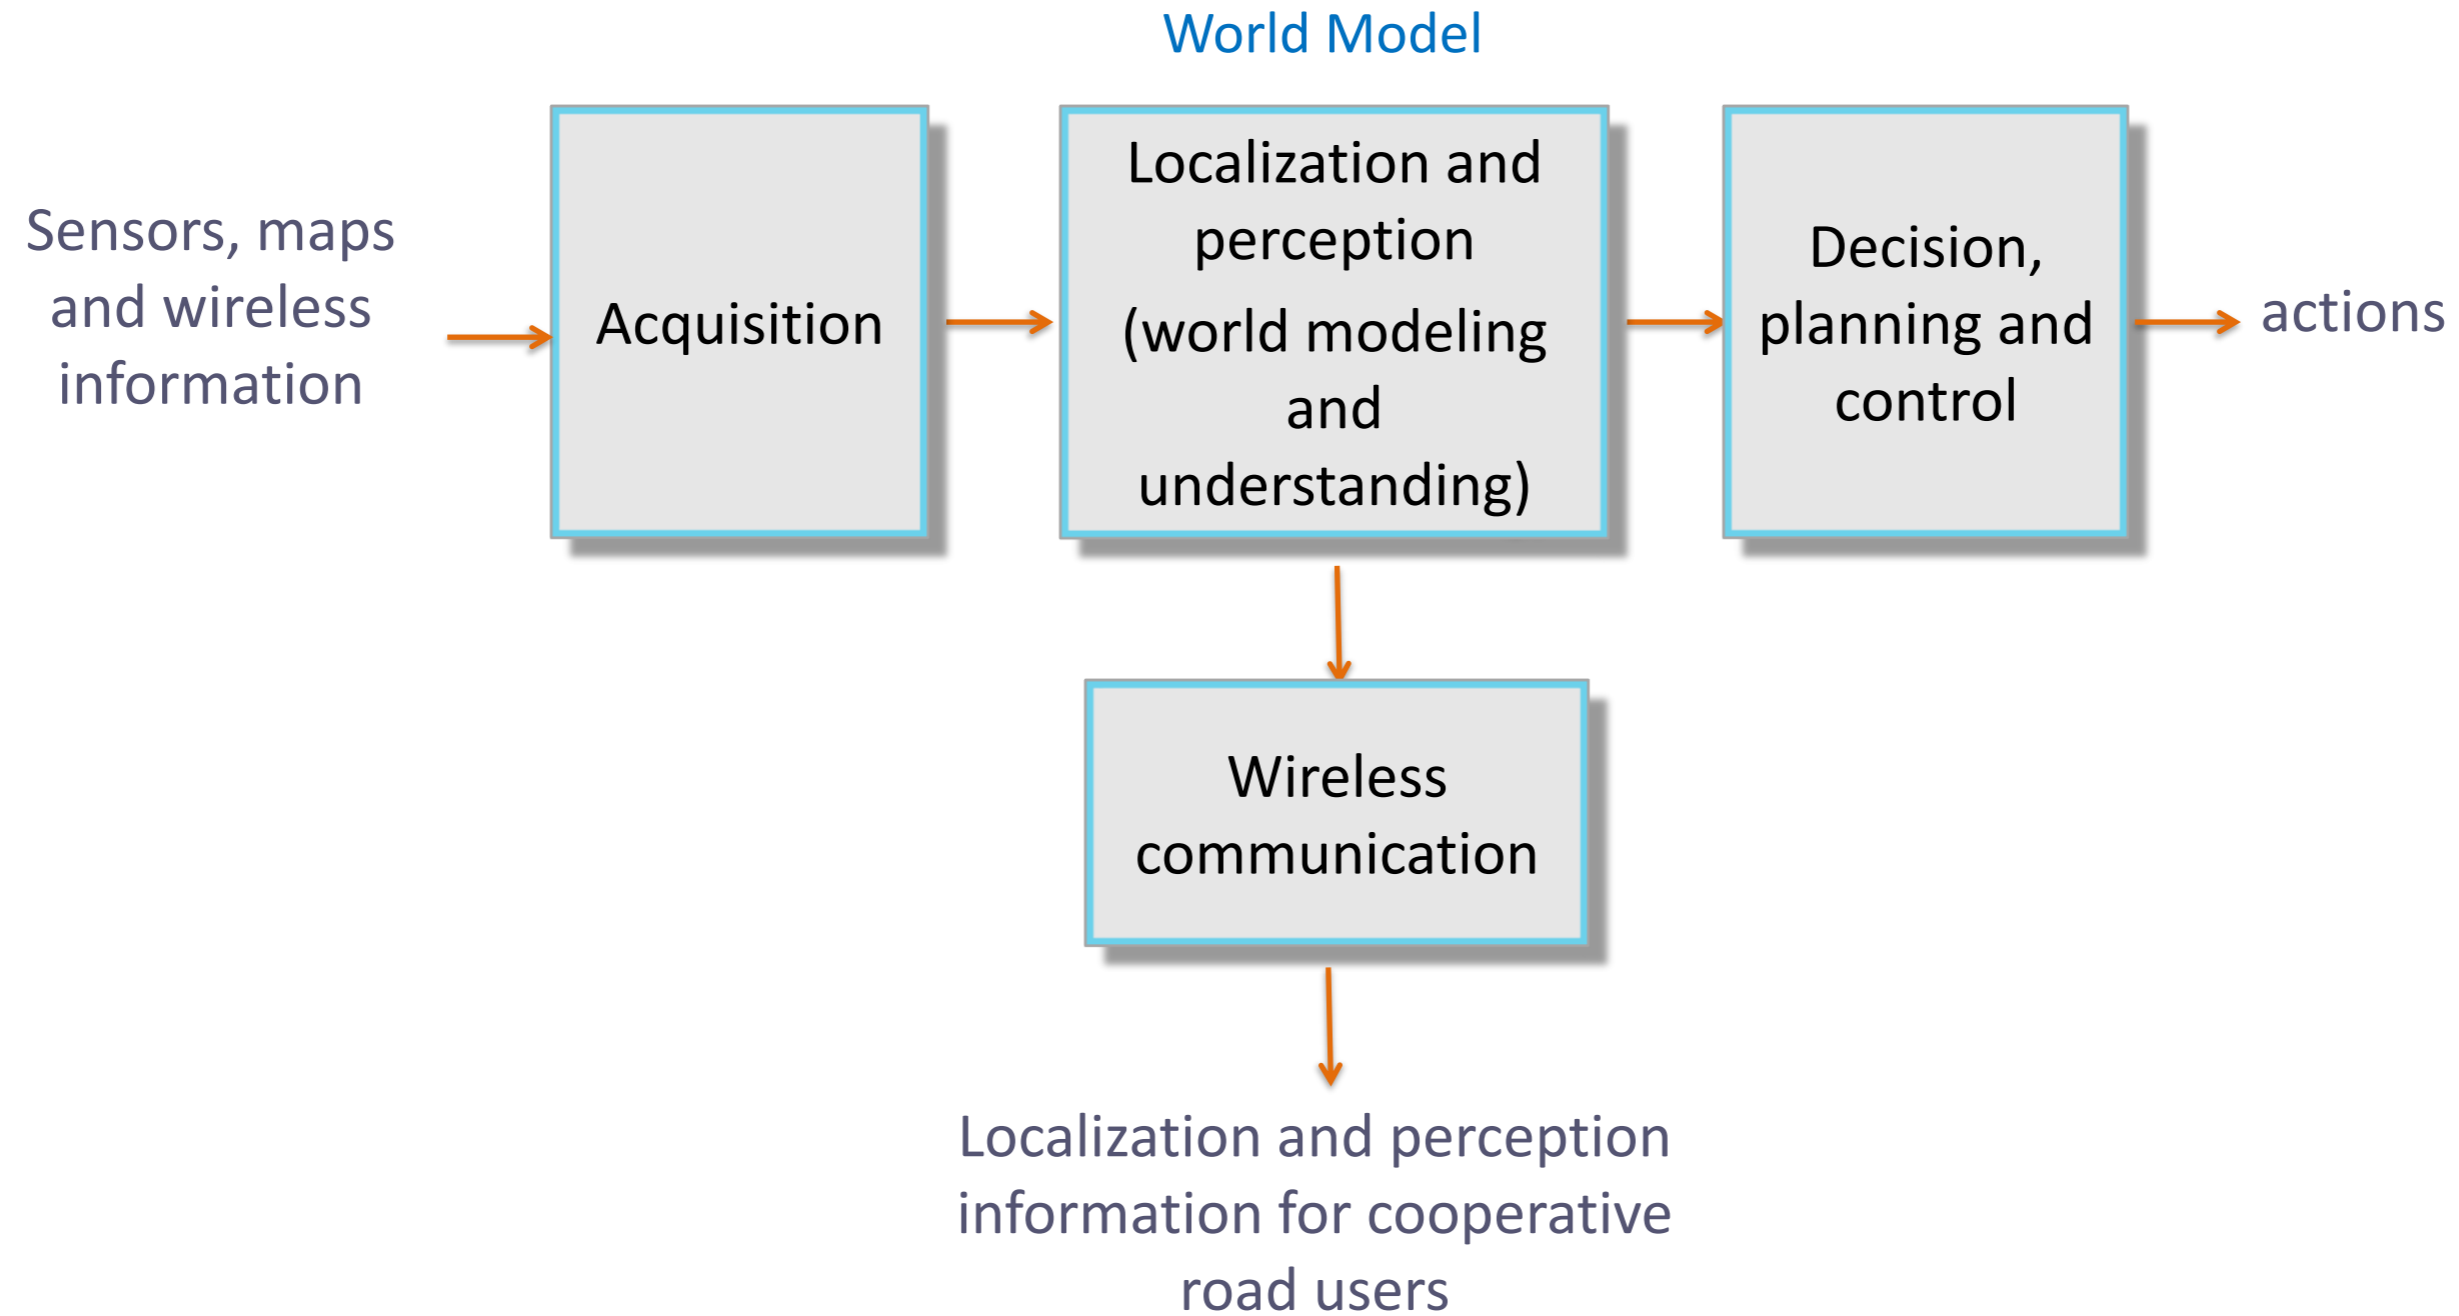 World Model
Sensors, maps
and wireless
information
Acquisition
Localization and
perception
(world modeling
and
understanding)
Decision,
planning and
control
actions
Wireless
communication
Localization and perception
information for cooperative
road users